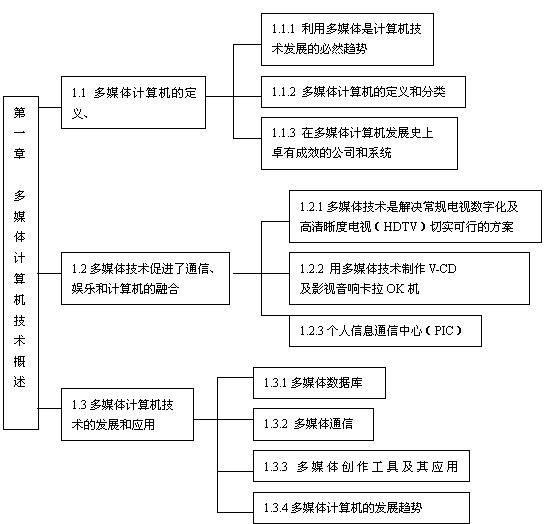 第一章 多媒体计算机技术概述
1.1 多媒体计算机的定
义、
1.1.1 利用多媒体是计算机技
术发展的必然趋势
1.1.2 多媒体计算机的定义和分类
1.1.3 在多媒体计算机发展史上
卓有成效的公司和系统
1.2 多媒体技术促进了通信、
娱乐和计算机的融合
1.2.1 多媒体技术是解决常规电视数字化及
高清晰度电视（HDTV）切实可行的方案
1.2.2 用多媒体技术制作 V-CD
及影视音响卡拉 OK 机
1.2.3 个人信息通信中心（PIC）
1.3 多媒体计算机技
术的发展和应用
1.3.1 多媒体数据库
1.3.2 多媒体通信
1.3.3 多媒体创作工具及其应用
1.3.4 多媒体计算机的发展趋势